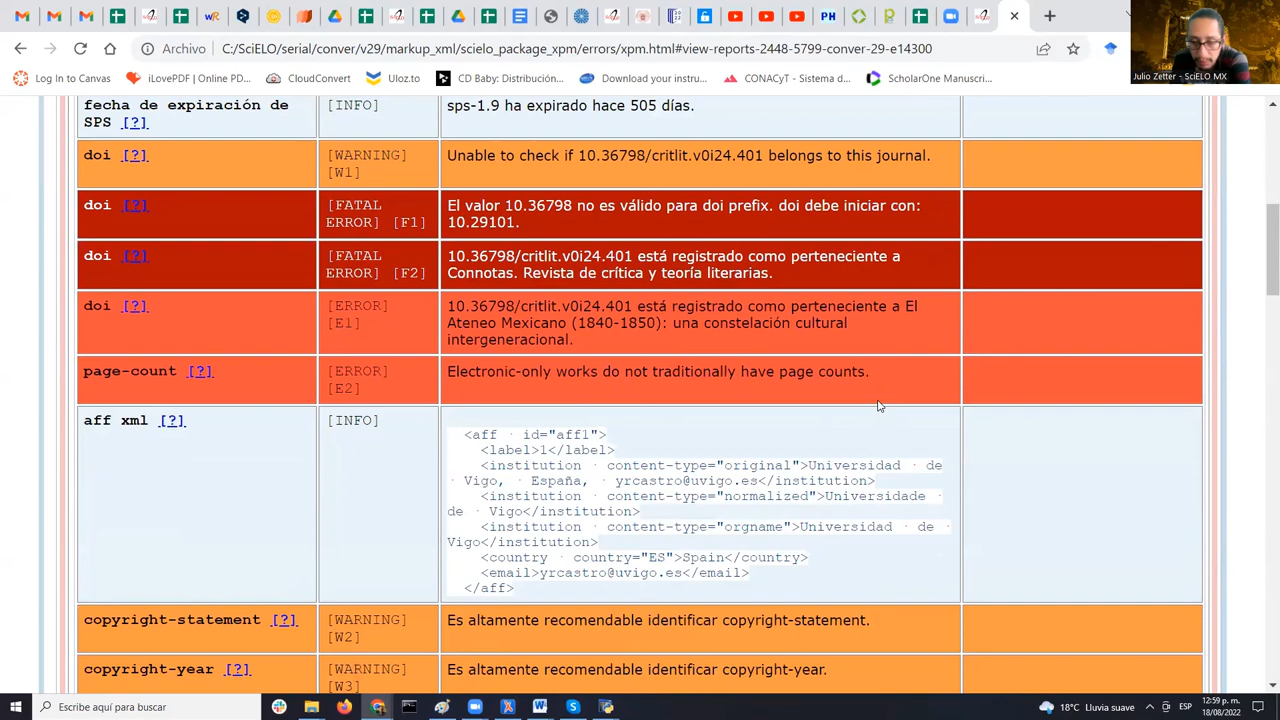 Archivo
C:/SciELO/serial/conver/v29/markup_xml/scielo_package_xpm/errors/xpm.html#view-reports-2448-5799-conver-29-e14300
Julio Zetter - SciELO MX
Log In to Canvas
iLovePDF | Online PD...
CloudConvert
Uloz.to
CD Baby: Distribución...
Download your instru...
CONACyT - Sistema d...
ScholarOne Manuscri...
fecha de expiración de
SPS [?]
[INFO]
sps-1.9 ha expirado hace 505 días.
doi [?]
[WARNING]
[W1]
Unable to check if 10.36798/critlit.v0i24.401 belongs to this journal.
doi [?]
[FATAL
ERROR] [F1]
El valor 10.36798 no es válido para doi prefix. doi debe iniciar con:
10.29101.
doi [?]
[FATAL
ERROR] [F2]
10.36798/critlit.v0i24.401 está registrado como perteneciente a
Connotas. Revista de crítica y teoría literarias.
doi [?]
[ERROR]
[E1]
10.36798/critlit.v0i24.401 está registrado como perteneciente a El
Ateneo Mexicano (1840-1850): una constelación cultural
intergeneracional.
page-count [?]
[ERROR]
[E2]
Electronic-only works do not traditionally have page counts.
aff xml [?]
[INFO]
<aff · id="aff1">
<label>1</label>
<institution · content-type="original">Universidad · de
· Vigo, · España, · yrcastro@uvigo.es</institution>
<institution · content-type="normalized">Universidade ·
de · Vigo</institution>
<institution · content-type="orgname">Universidad · de ·
Vigo</institution>
<country · country="ES">Spain</country>
<email>yrcastro@uvigo.es</email>
</aff>
copyright-statement [?]
[WARNING]
[W2]
Es altamente recomendable identificar copyright-statement.
copyright-year [?]
[WARNING]
[W3]
Es altamente recomendable identificar copyright-year.
Escribe aquí para buscar
18°C Lluvia suave
ESP
12:59 p. m.
18/08/2022